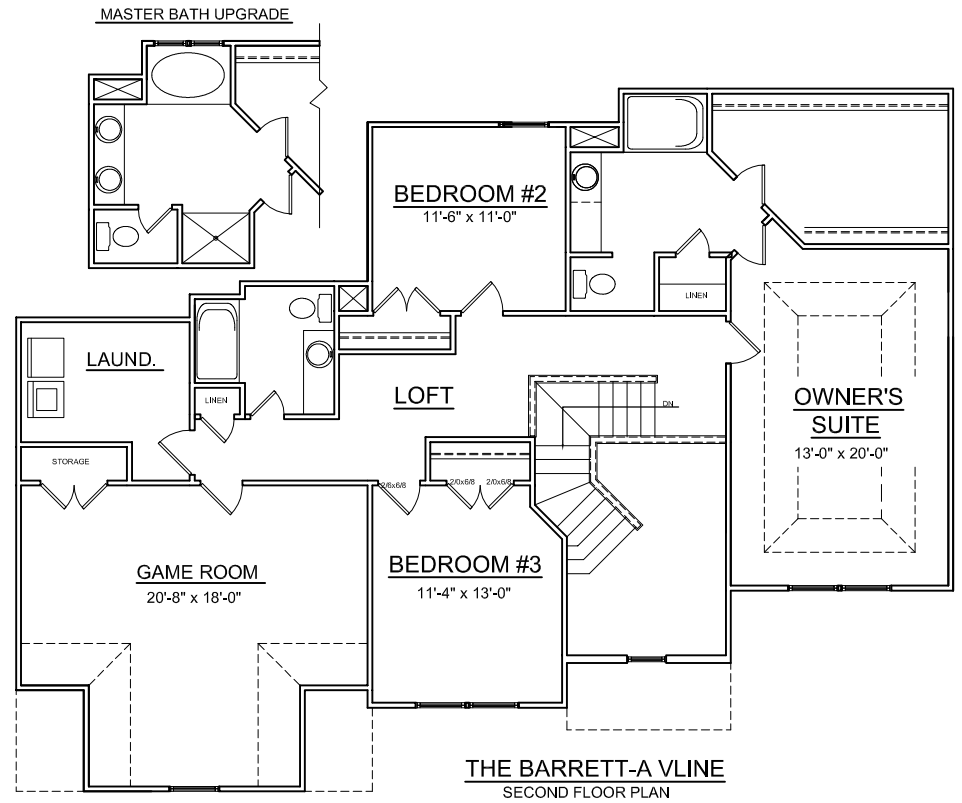 MASTER BATH UPGRADE
BEDROOM #2
11'-6" x 11'-0"
LINEN
LAUND.
LINEN
LOFT
DN
OWNER'S
SUITE
13'-0" x 20'-0"
STORAGE
2/6x6/8
2/0x6/8
2/0x6/8
GAME ROOM
20'-8" x 18'-0"
BEDROOM #3
11'-4" x 13'-0"
THE BARRETT-A VLINE
SECOND FLOOR PLAN